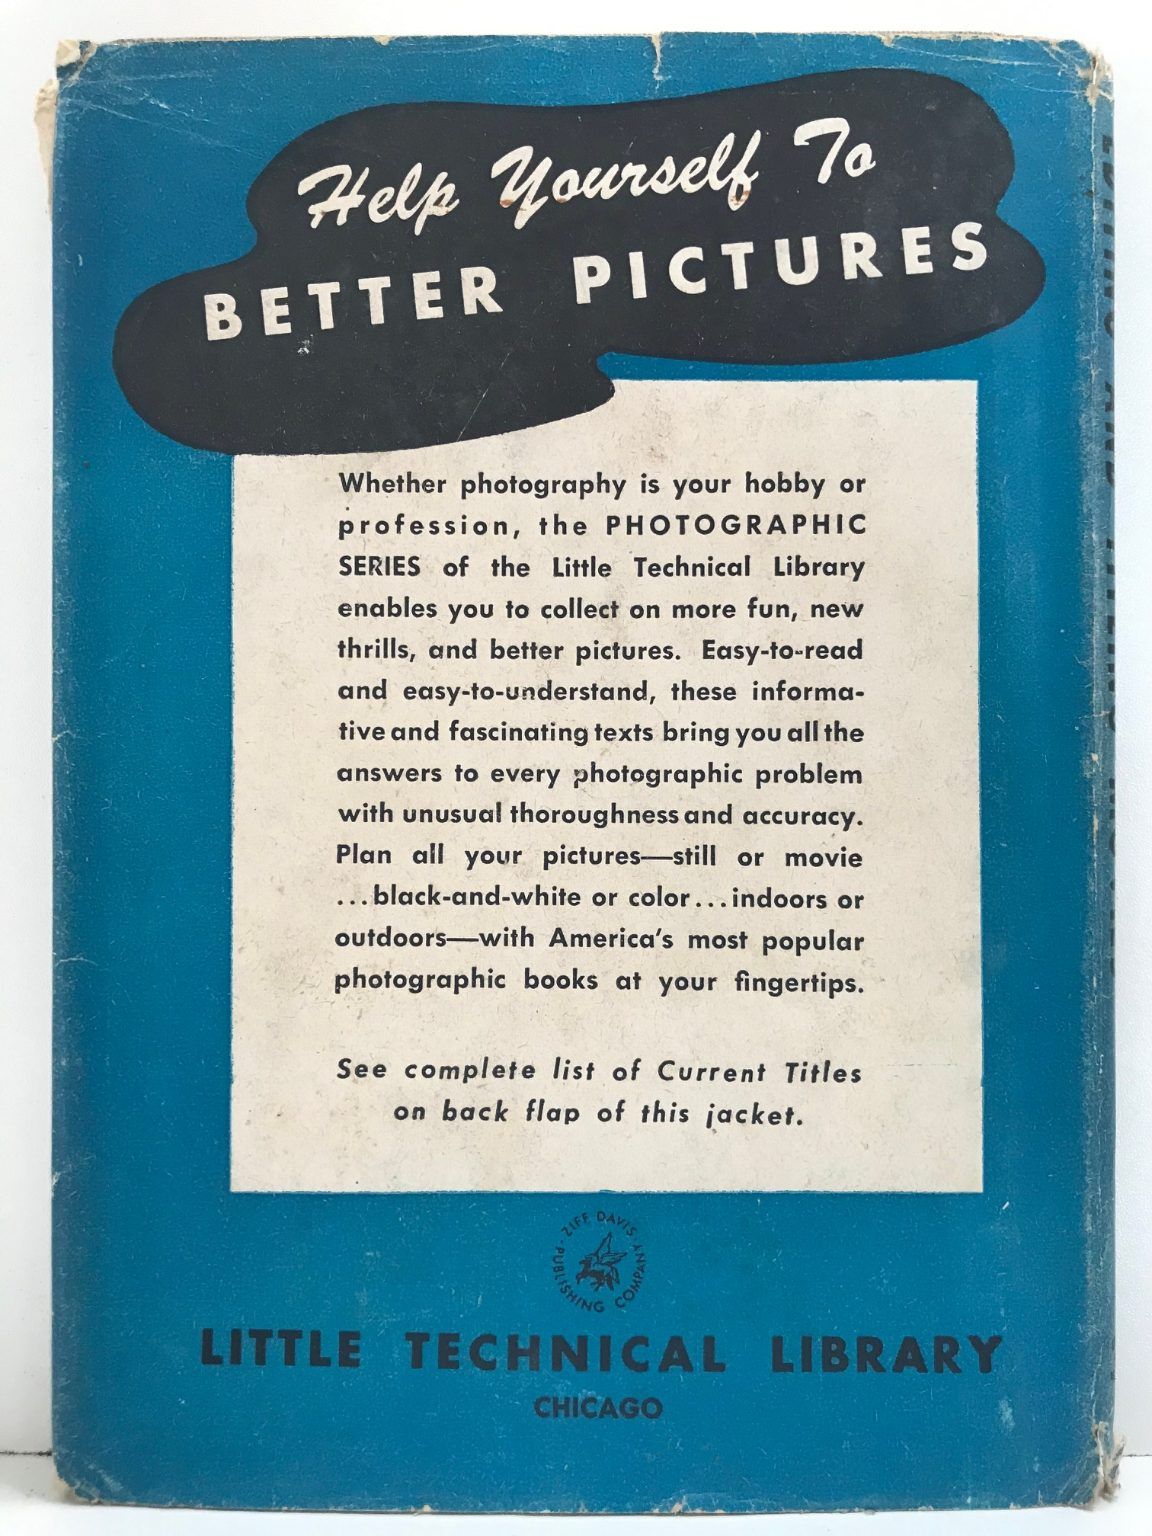 Help Yourself To
BETTER PICTURES
Whether photography is your hobby or
profession, the PHOTOGRAPHIC
SERIES of the Little Technical Library
enables you to collect on more fun, new
thrills, and better pictures. Easy-to-read
and easy-to-understand, these informa-
tive and fascinating texts bring you all the
answers to every photographic problem
with unusual thoroughness and accuracy.
Plan all your pictures—still or movie
...black-and-white or color...indoors or
outdoors—with America's most popular
photographic books at your fingertips.
See complete list of Current Titles
on back flap of this jacket.
ZIFF DAVIS · PUBLISHING COMPANY
LITTLE TECHNICAL LIBRARY
CHICAGO